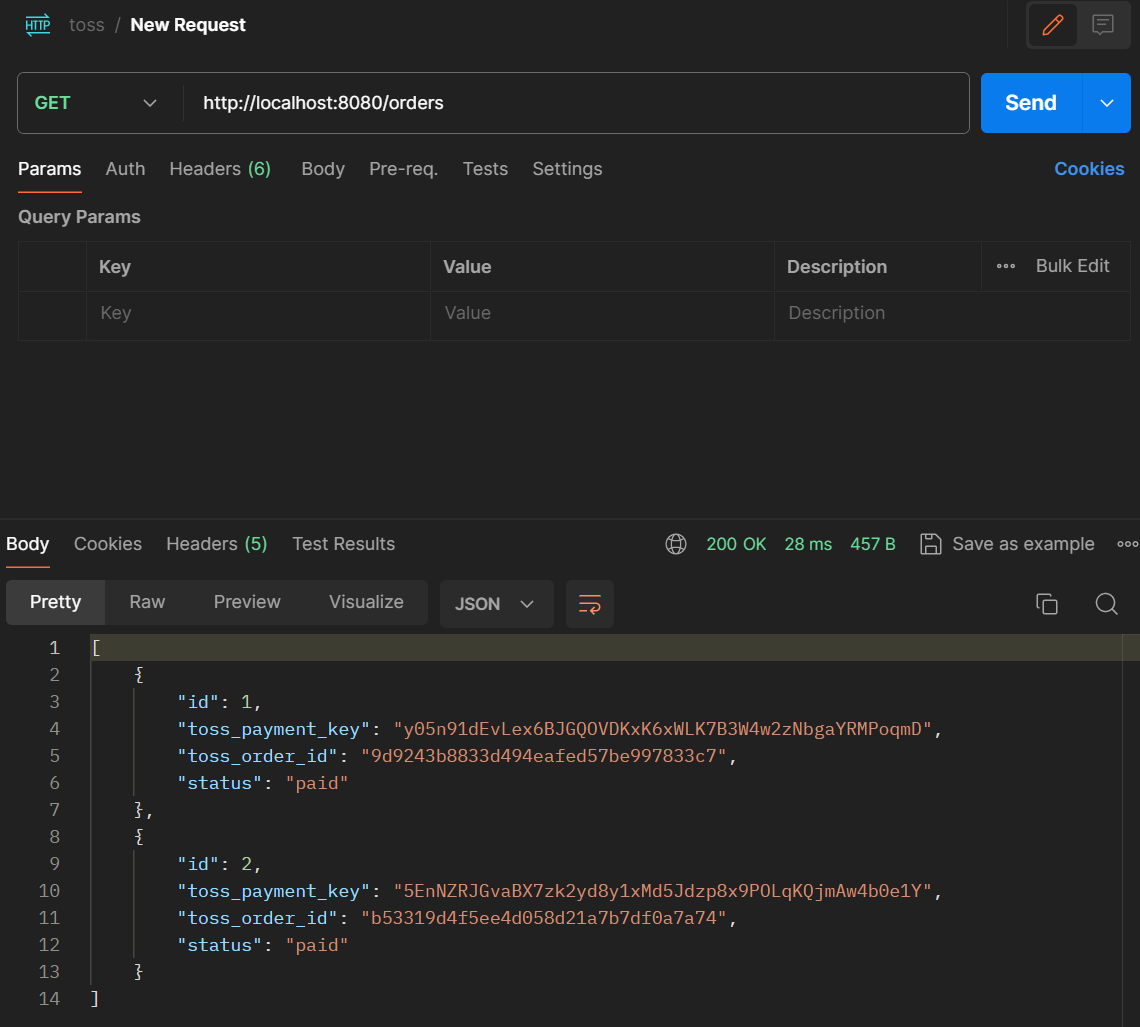 HTTP toss / New Request
GET http://localhost:8080/orders Send
Params Auth Headers (6) Body Pre-req. Tests Settings Cookies
Query Params
Key Value Description Bulk Edit
Key Value Description
Body Cookies Headers (5) Test Results 200 OK 28 ms 457 B Save as example
Pretty Raw Preview Visualize JSON
1 [
2 {
3 "id": 1,
4 "toss_payment_key": "y05n91dEvLex6BJGQOVDKxK6xWLK7B3W4w2zNbgaYRMPoqmD",
5 "toss_order_id": "9d9243b8833d494eafed57be997833c7",
6 "status": "paid"
7 },
8 {
9 "id": 2,
10 "toss_payment_key": "5EnNZRJGvaBX7zk2yd8y1xMd5Jdzp8x9POLqKQjmAw4b0e1Y",
11 "toss_order_id": "b53319d4f5ee4d058d21a7b7df0a7a74",
12 "status": "paid"
13 }
14 ]